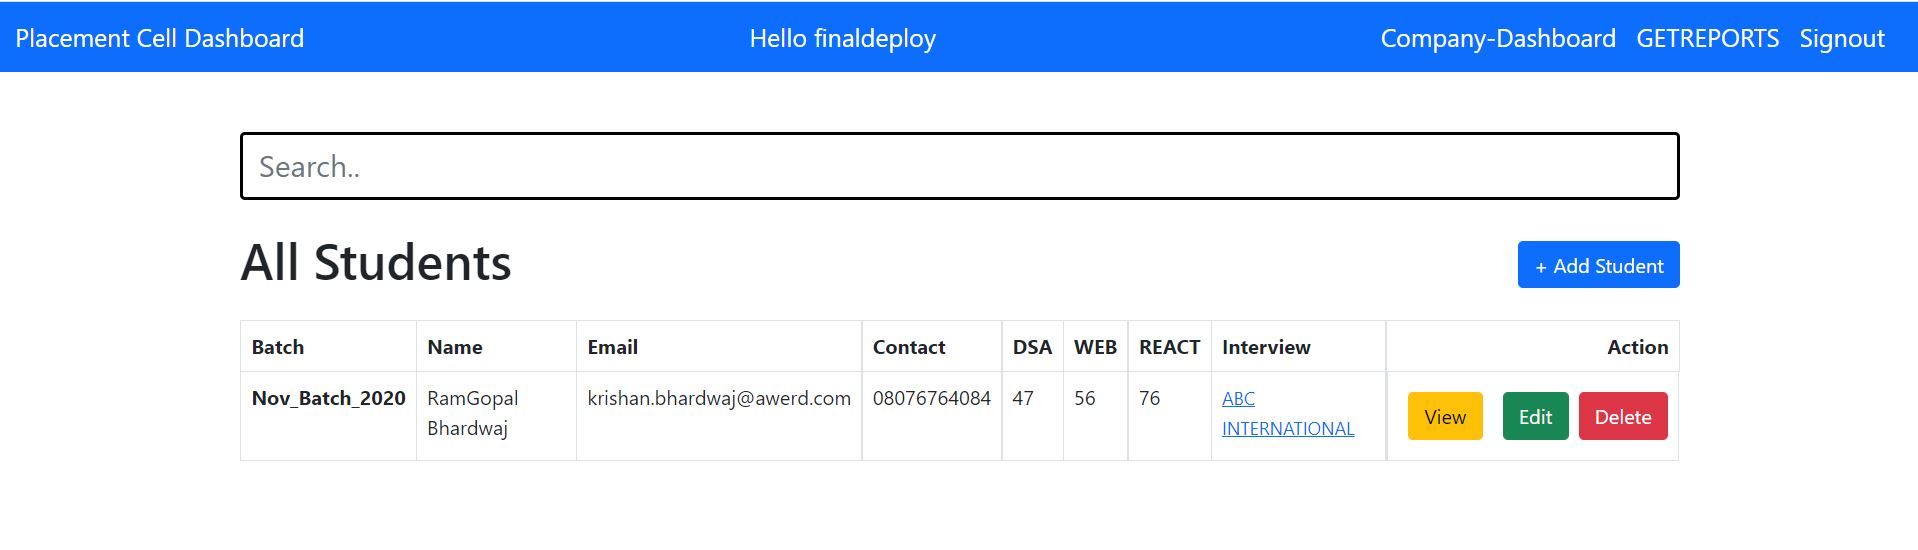 Placement Cell Dashboard Hello finaldeploy Company-Dashboard GETREPORTS Signout
Search..
All Students + Add Student
Batch Name Email Contact DSA WEB REACT Interview Action
Nov_Batch_2020 RamGopal krishan.bhardwaj@awerd.com 08076764084 47 56 76 ABC View Edit Delete
Bhardwaj INTERNATIONAL